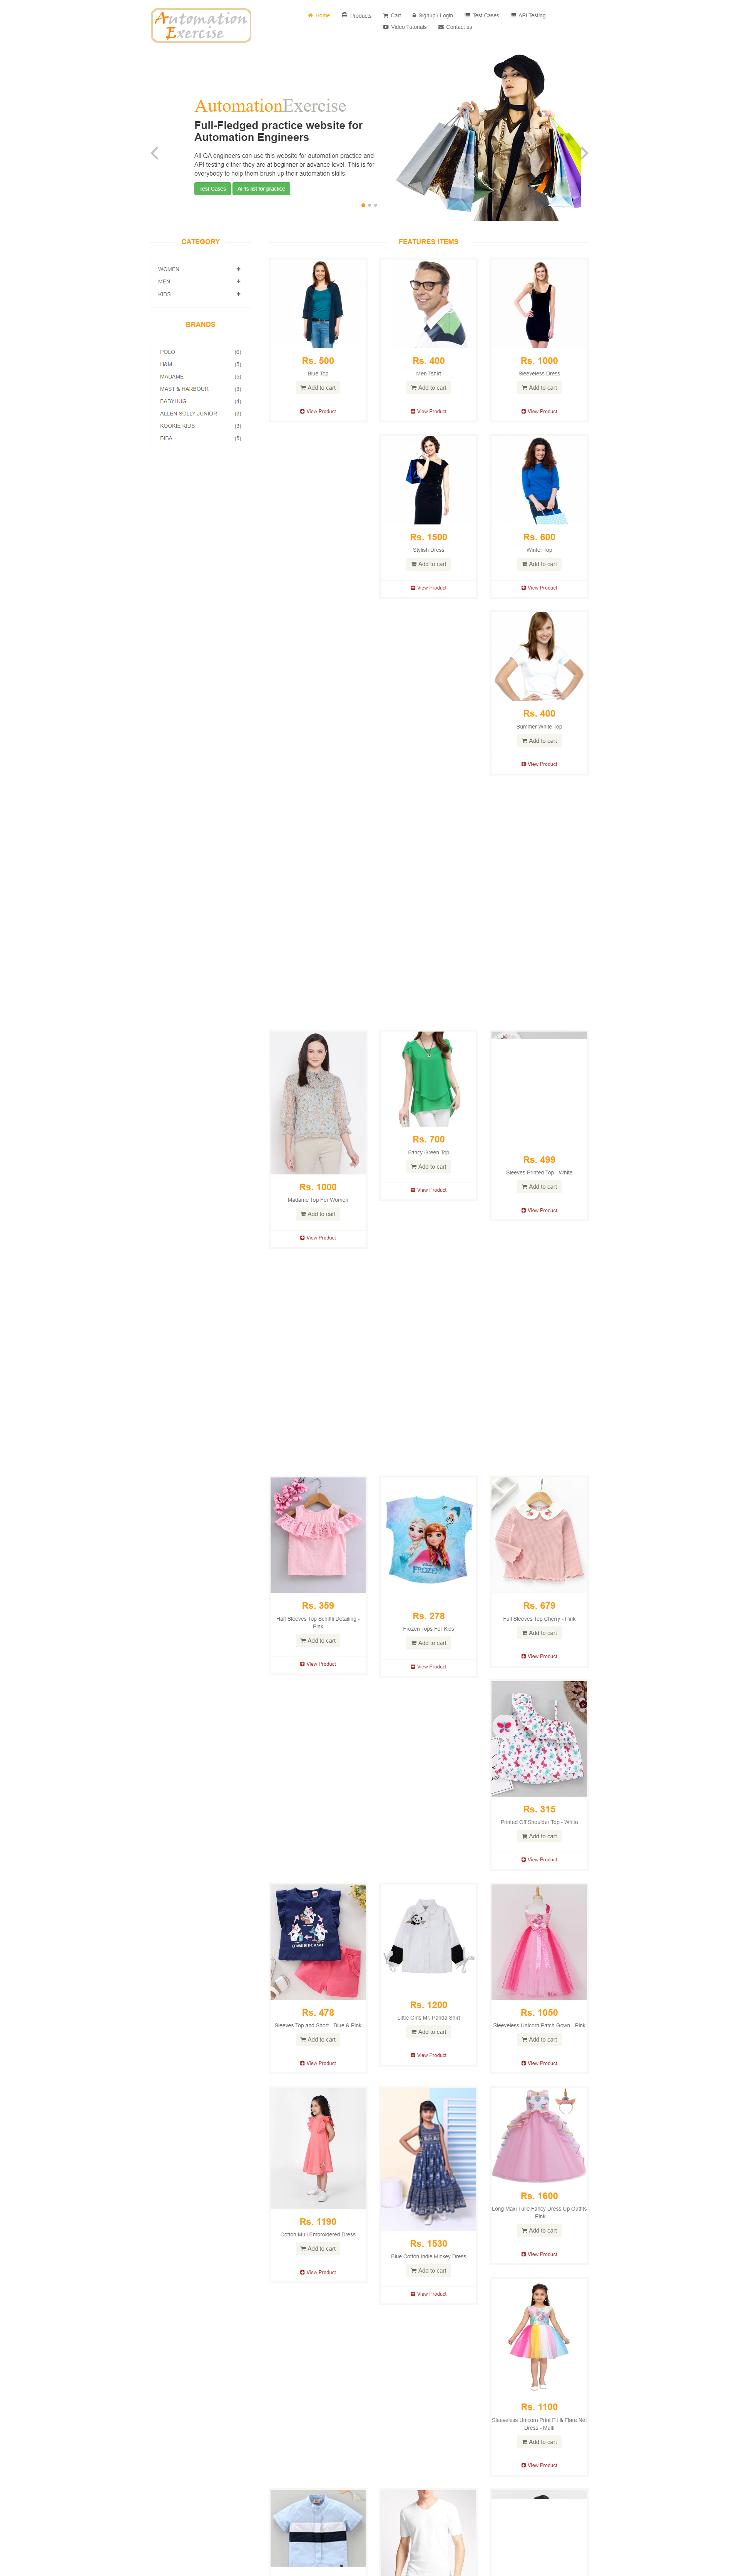 Automation
Exercise
Home
Products
Cart
Signup / Login
Test Cases
API Testing
Video Tutorials
Contact us
AutomationExercise
Full-Fledged practice website for
Automation Engineers
All QA engineers can use this website for automation practice and
API testing either they are at beginner or advance level. This is for
everybody to help them brush up their automation skills.
Test Cases
APIs list for practice
CATEGORY
WOMEN
MEN
KIDS
BRANDS
POLO (6)
H&M (5)
MADAME (5)
MAST & HARBOUR (3)
BABYHUG (4)
ALLEN SOLLY JUNIOR (3)
KOOKIE KIDS (3)
BIBA (5)
FEATURES ITEMS
Rs. 500
Blue Top
Add to cart
View Product
Rs. 400
Men Tshirt
Add to cart
View Product
Rs. 1000
Sleeveless Dress
Add to cart
View Product
Rs. 1500
Stylish Dress
Add to cart
View Product
Rs. 600
Winter Top
Add to cart
View Product
Rs. 400
Summer White Top
Add to cart
View Product
Rs. 1000
Madame Top For Women
Add to cart
View Product
Rs. 700
Fancy Green Top
Add to cart
View Product
Rs. 499
Sleeves Printed Top - White
Add to cart
View Product
Rs. 359
Half Sleeves Top Schiffli Detailing -
Pink
Add to cart
View Product
FROZEN
Rs. 278
Frozen Tops For Kids
Add to cart
View Product
Rs. 679
Full Sleeves Top Cherry - Pink
Add to cart
View Product
Rs. 315
Printed Off Shoulder Top - White
Add to cart
View Product
Rs. 478
Sleeves Top and Short - Blue & Pink
Add to cart
View Product
Rs. 1200
Little Girls Mr. Panda Shirt
Add to cart
View Product
Rs. 1050
Sleeveless Unicorn Patch Gown - Pink
Add to cart
View Product
Rs. 1190
Cotton Mull Embroidered Dress
Add to cart
View Product
Rs. 1530
Blue Cotton Indie Mickey Dress
Add to cart
View Product
Rs. 1600
Long Maxi Tulle Fancy Dress Up Outfits
-Pink
Add to cart
View Product
Rs. 1100
Sleeveless Unicorn Print Fit & Flare Net
Dress - Multi
Add to cart
View Product